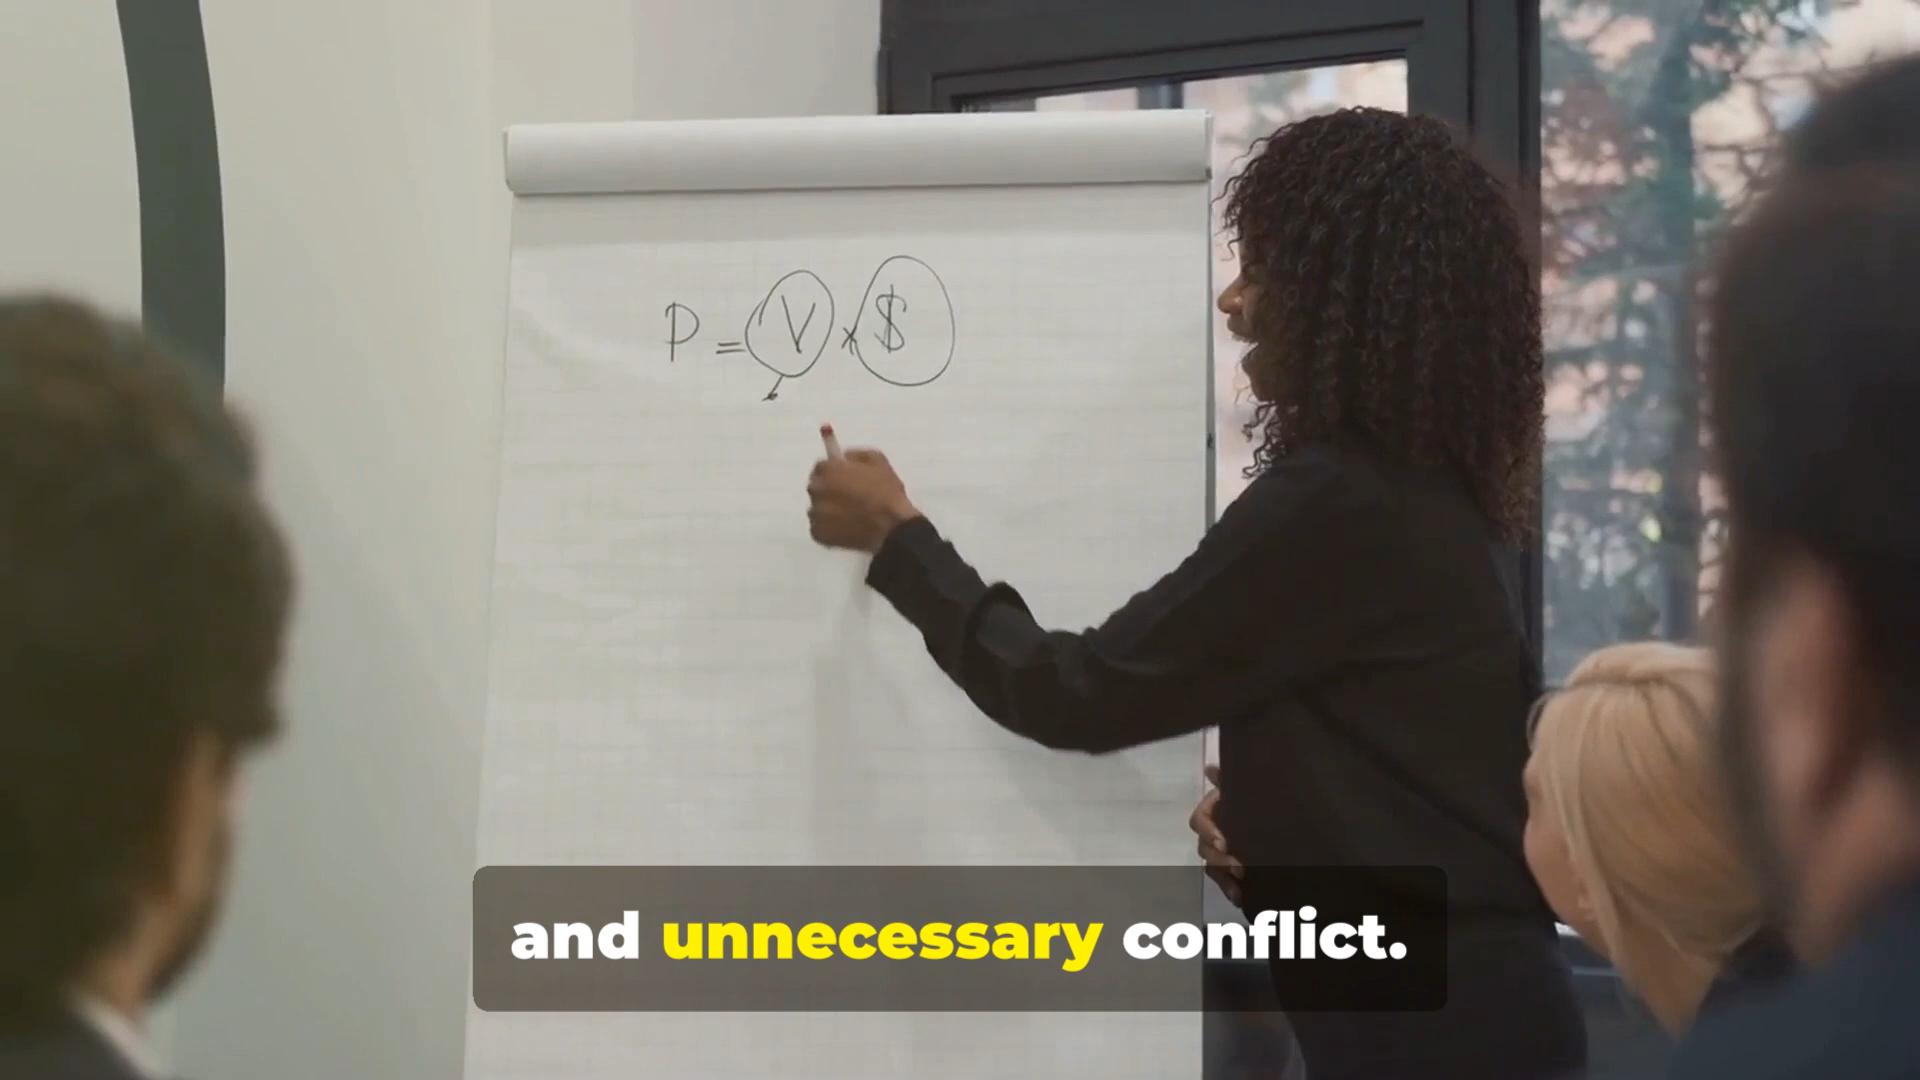 P = V x $
and unnecessary conflict.